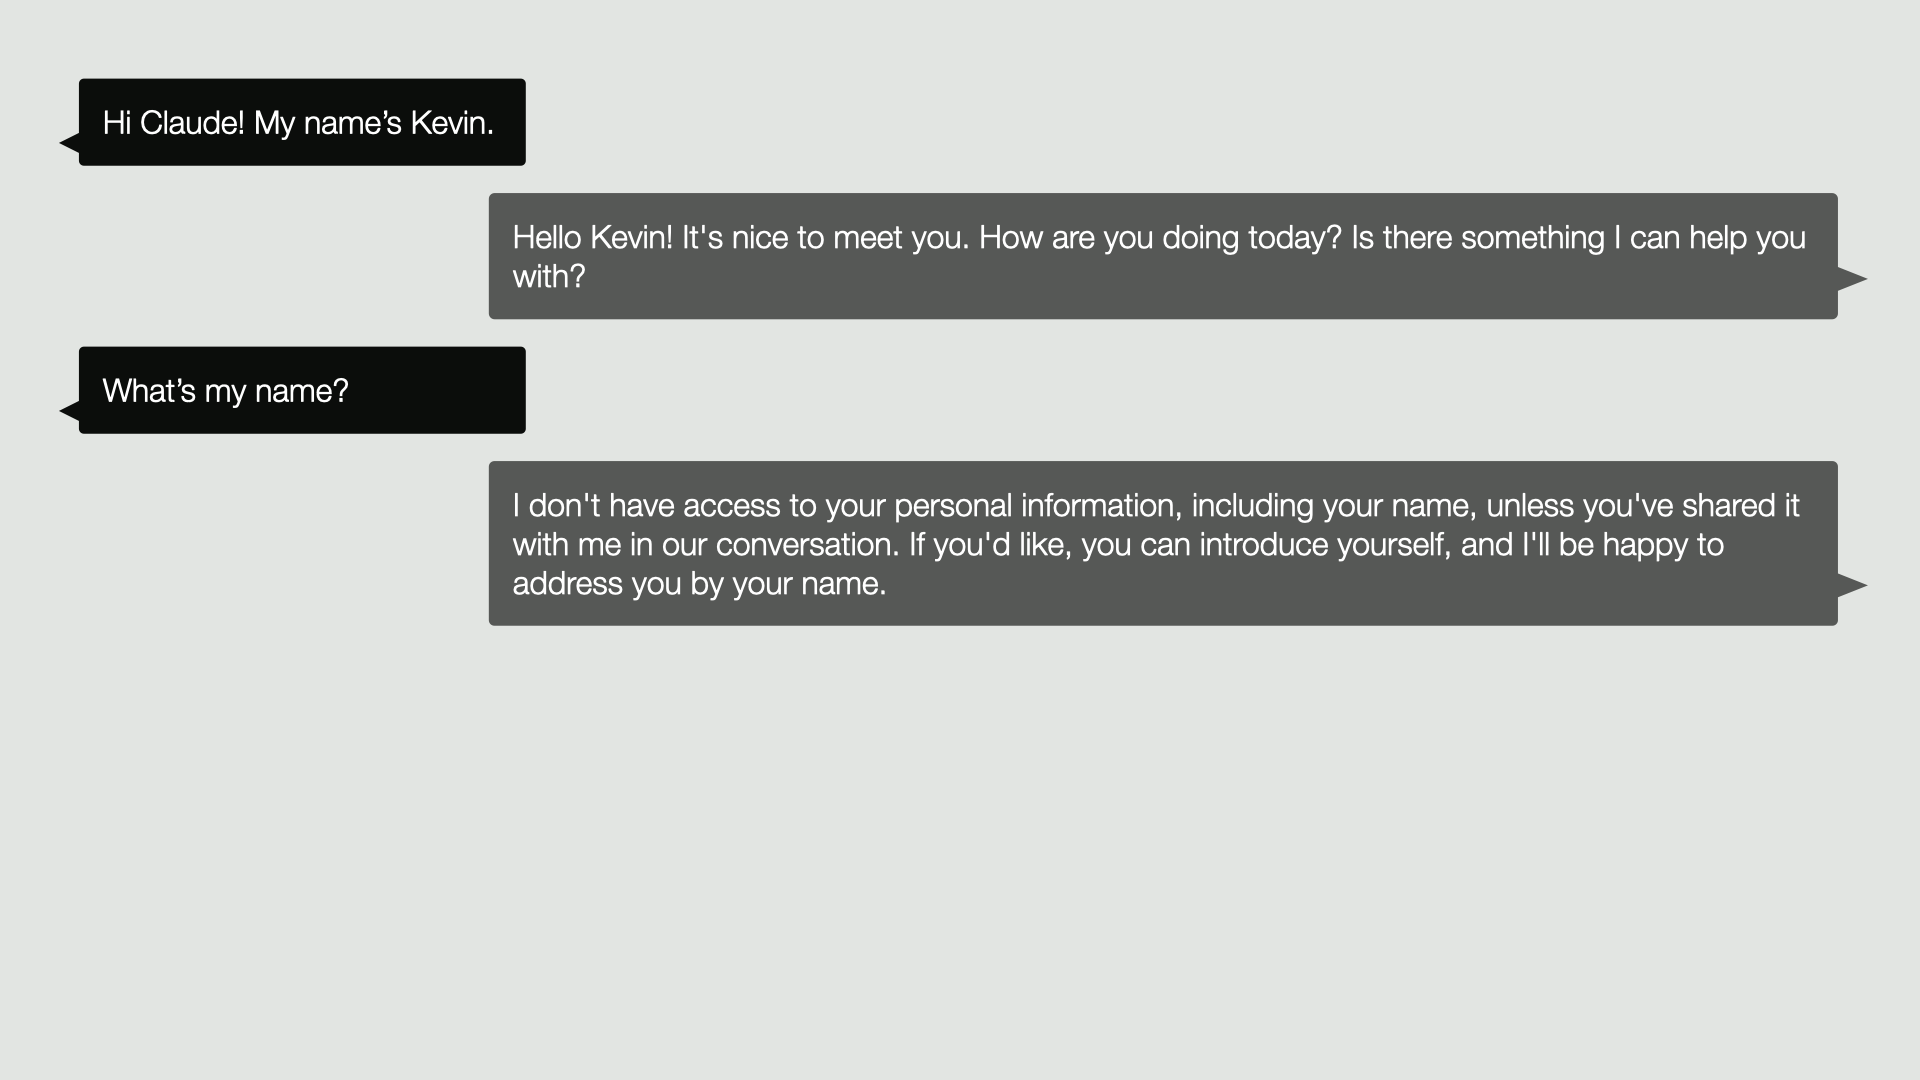 Hi Claude! My name’s Kevin.
Hello Kevin! It's nice to meet you. How are you doing today? Is there something I can help you
with?
What’s my name?
I don't have access to your personal information, including your name, unless you've shared it
with me in our conversation. If you'd like, you can introduce yourself, and I'll be happy to
address you by your name.